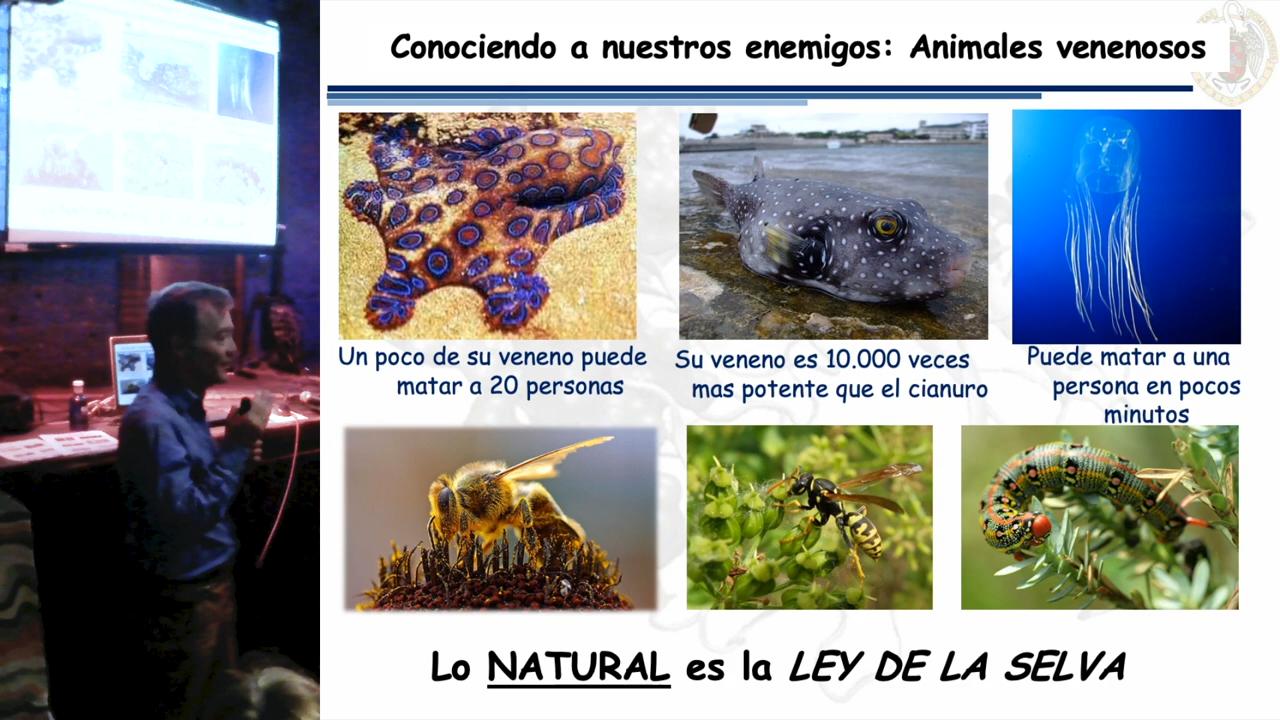 Conociendo a nuestros enemigos: Animales venenosos
Un poco de su veneno puede
matar a 20 personas
Su veneno es 10.000 veces
mas potente que el cianuro
Puede matar a una
persona en pocos
minutos
Lo NATURAL es la LEY DE LA SELVA